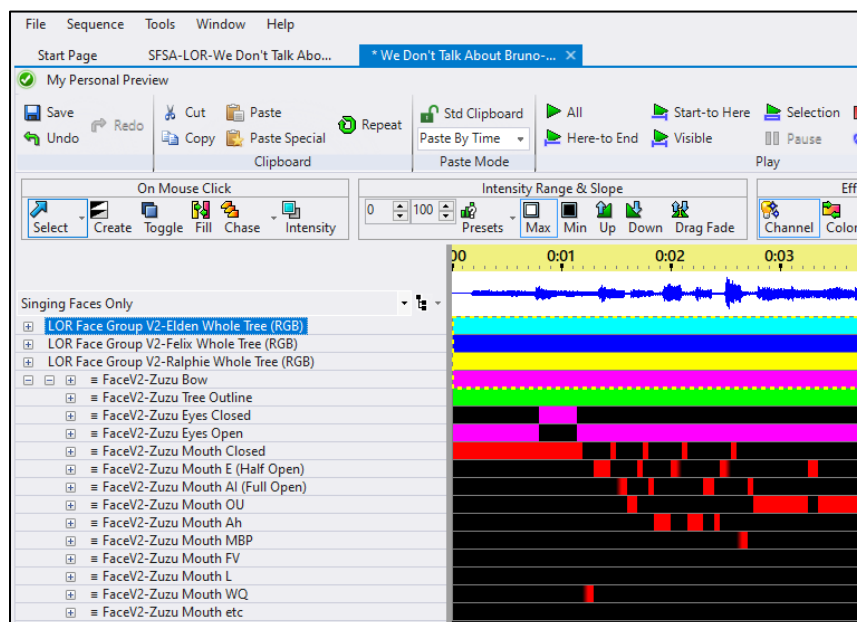 File Sequence Tools Window Help
Start Page SFSA-LOR-We Don't Talk Abo... * We Don't Talk About Bruno-... ×
My Personal Preview
Save Cut Paste Std Clipboard All Start-to Here Selection
Redo Repeat
Undo Copy Paste Special Paste By Time Here-to End Visible Pause
Clipboard Paste Mode Play
On Mouse Click Intensity Range & Slope Eff
0 100
Select Create Toggle Fill Chase Intensity Presets Max Min Up Down Drag Fade Channel Color
00 0:01 0:02 0:03
Singing Faces Only
LOR Face Group V2-Elden Whole Tree (RGB)
LOR Face Group V2-Felix Whole Tree (RGB)
LOR Face Group V2-Ralphie Whole Tree (RGB)
≡ FaceV2-Zuzu Bow
≡ FaceV2-Zuzu Tree Outline
≡ FaceV2-Zuzu Eyes Closed
≡ FaceV2-Zuzu Eyes Open
≡ FaceV2-Zuzu Mouth Closed
≡ FaceV2-Zuzu Mouth E (Half Open)
≡ FaceV2-Zuzu Mouth AI (Full Open)
≡ FaceV2-Zuzu Mouth OU
≡ FaceV2-Zuzu Mouth Ah
≡ FaceV2-Zuzu Mouth MBP
≡ FaceV2-Zuzu Mouth FV
≡ FaceV2-Zuzu Mouth L
≡ FaceV2-Zuzu Mouth WQ
≡ FaceV2-Zuzu Mouth etc